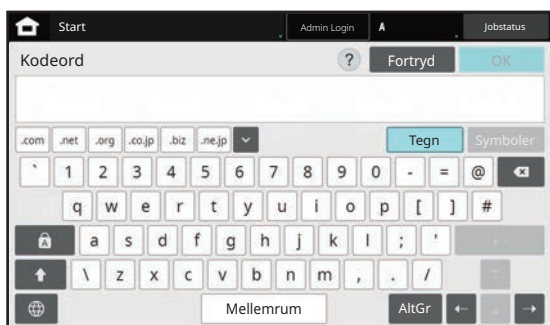 Start Admin Login A Jobstatus
Kodeord ? Fortryd OK
.com .net .org .co.jp .biz .ne.jp Tegn Symboler
` 1 2 3 4 5 6 7 8 9 0 - = @
q w e r t y u i o p [ ] #
A a s d f g h j k l ; '
\ z x c v b n m , . /
Mellemrum AltGr